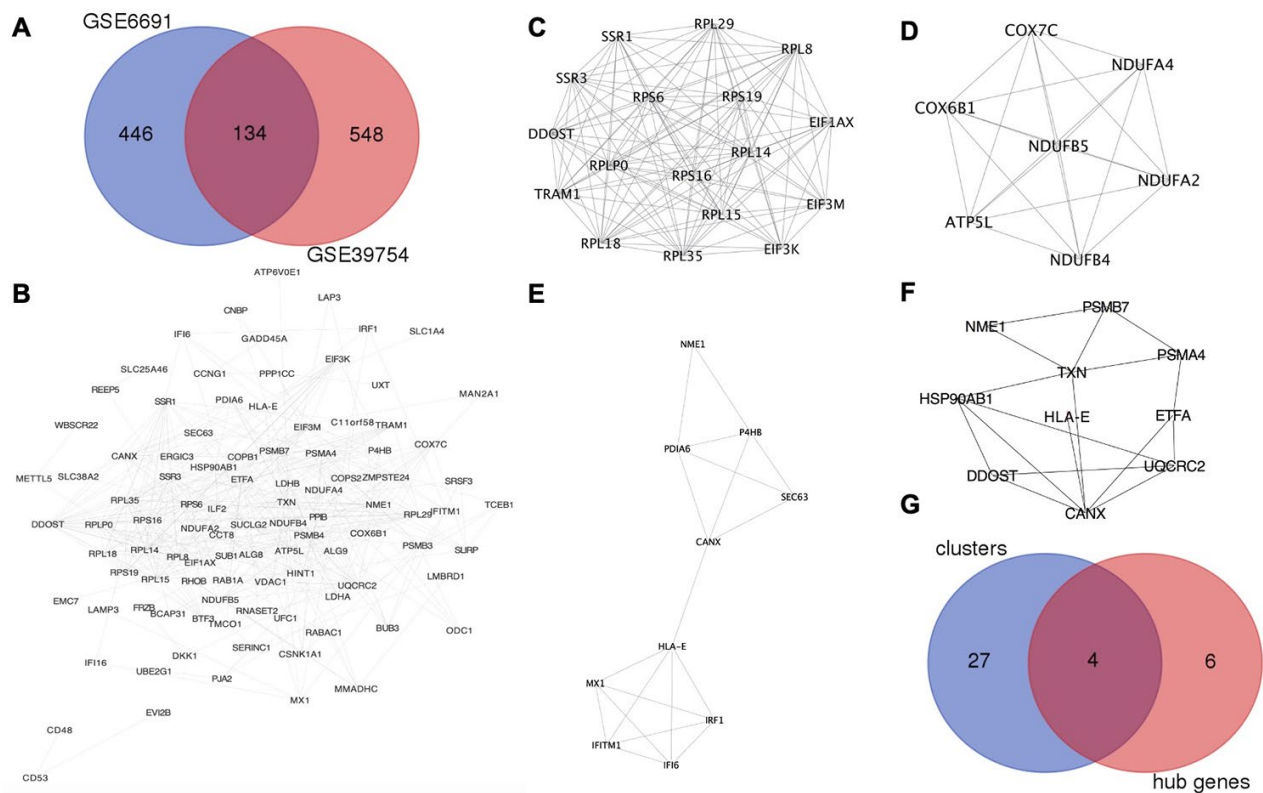 A
GSE6691
446
134
548
GSE39754
B
ATP6V0E1
LAP3
CNBP
IFI6
IRF1
SLC1A4
GADD45A
EIF3K
SLC25A46
CCNG1
PPP1CC
UXT
REEP5
MAN2A1
SSR1
PDIA6
HLA-E
WBSCR22
C11orf58
TRAM1
EIF3M
SEC63
COX7C
CANX
ERGIC3
COPB1
PSMB7
PSMA4
P4HB
HSP90AB1
METTL5
SLC38A2
SSR3
ETFA
LDHB
COPS2
ZMPSTE24
SRSF3
NDUFA4
RPL35
RPS6
ILF2
TXN
NME1
RPL29
IFITM1
TCEB1
DDOST
RPLP0
RPS16
NDUFA2
SUCLG2
NDUFB4
PPIB
CCT8
PSMB4
COX6B1
RPL18
RPL14
RPL8
SUB1
ALG8
ATP5L
ALG9
PSMB3
SLIRP
EIF1AX
RPS19
RPL15
RHOB
RAB1A
VDAC1
HINT1
UQCRC2
LMBRD1
LDHA
EMC7
LAMP3
FRZB
BCAP31
NDUFB5
RNASET2
BTF3
TMCO1
UFC1
RABAC1
BUB3
ODC1
SERINC1
CSNK1A1
IFI16
DKK1
UBE2G1
PJA2
MX1
MMADHC
EVI2B
CD48
CD53
C
RPL29
SSR1
RPL8
SSR3
RPS6
RPS19
EIF1AX
DDOST
RPL14
RPLP0
RPS16
TRAM1
EIF3M
RPL15
RPL18
RPL35
EIF3K
D
COX7C
NDUFA4
COX6B1
NDUFB5
NDUFA2
ATP5L
NDUFB4
E
NME1
P4HB
PDIA6
SEC63
CANX
HLA-E
MX1
IRF1
IFITM1
IFI6
F
PSMB7
NME1
PSMA4
TXN
HSP90AB1
HLA-E
ETFA
DDOST
UQCRC2
CANX
G
clusters
27
4
6
hub genes